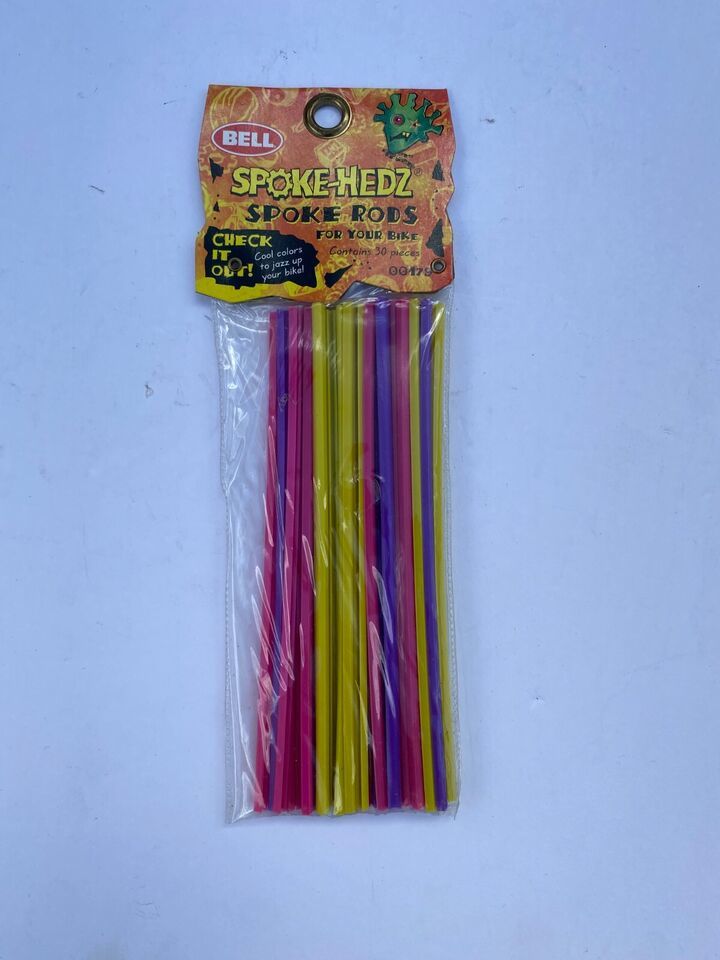 BELL
SPOKE-HEDZ®
SPOKE RODS
FOR YOUR BIKE
Contains 30 pieces
00179
CHECK
IT
OUT!
Cool colors
to jazz up
your bike!